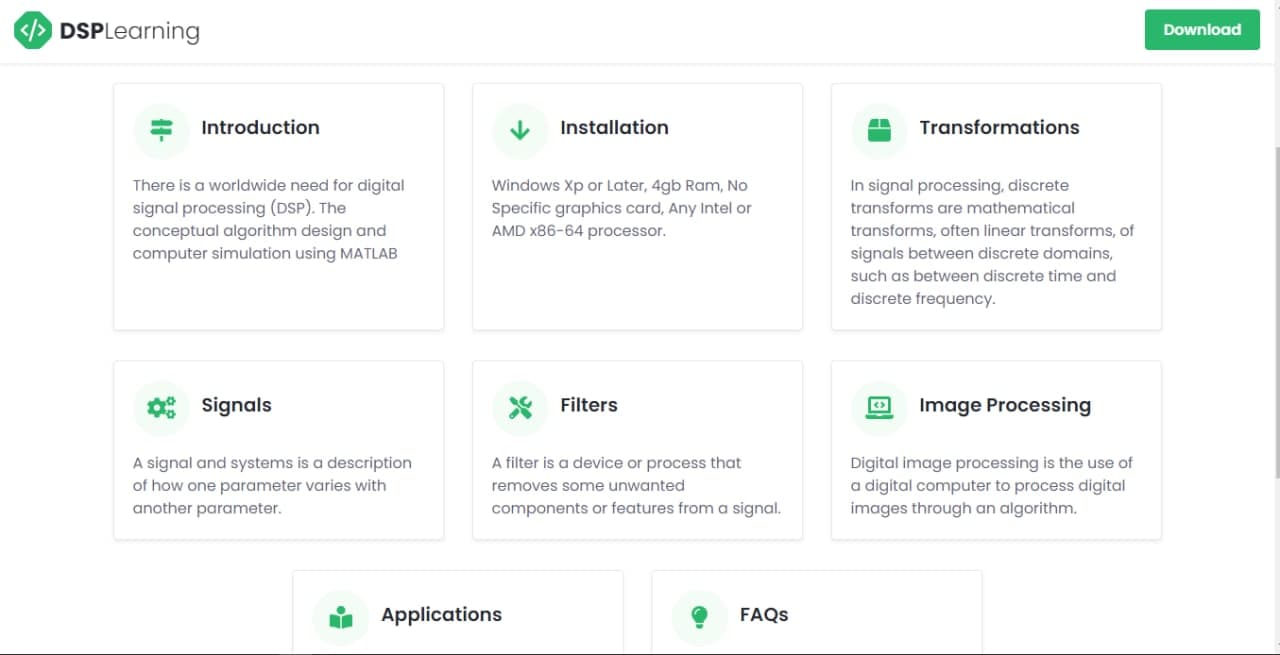 DSPLearning
Download
Introduction
There is a worldwide need for digital
signal processing (DSP). The
conceptual algorithm design and
computer simulation using MATLAB
Installation
Windows Xp or Later, 4gb Ram, No
Specific graphics card, Any Intel or
AMD x86-64 processor.
Transformations
In signal processing, discrete
transforms are mathematical
transforms, often linear transforms, of
signals between discrete domains,
such as between discrete time and
discrete frequency.
Signals
A signal and systems is a description
of how one parameter varies with
another parameter.
Filters
A filter is a device or process that
removes some unwanted
components or features from a signal.
Image Processing
Digital image processing is the use of
a digital computer to process digital
images through an algorithm.
Applications
FAQs